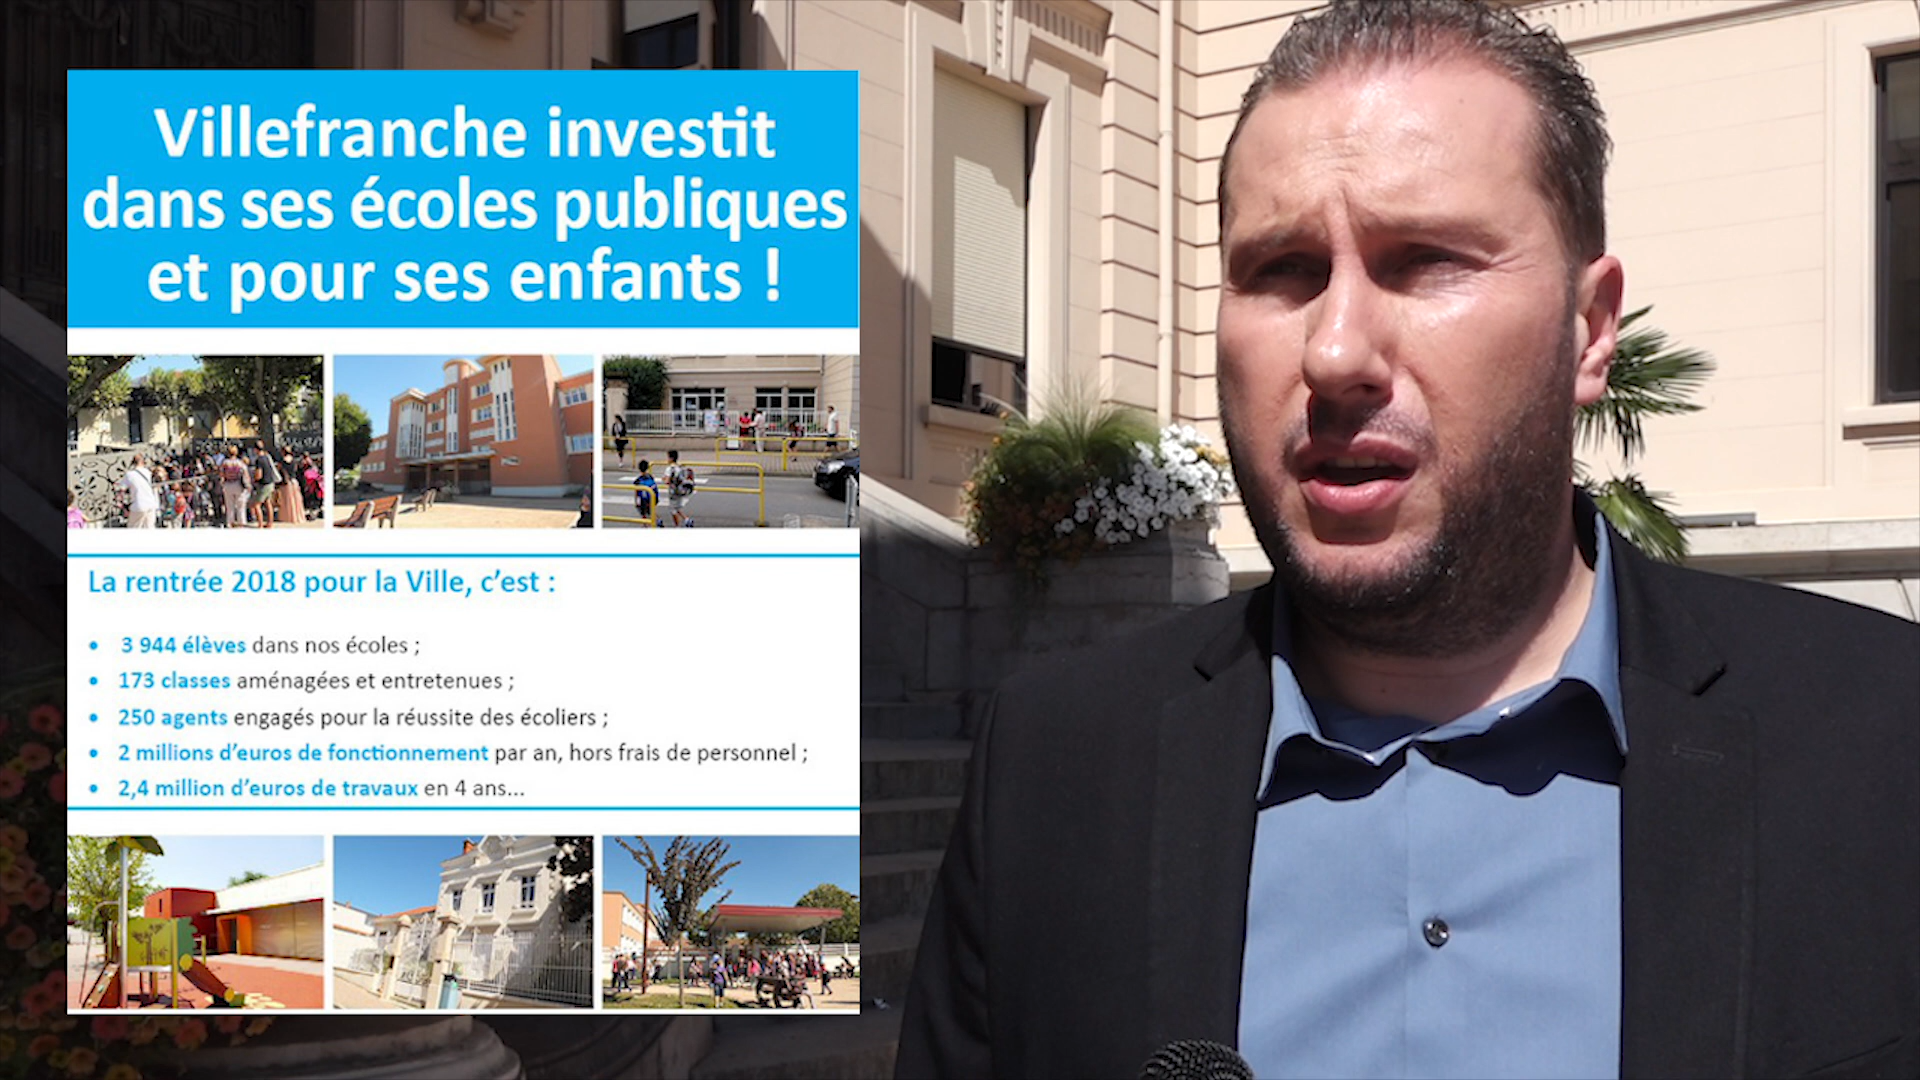 Villefranche investit
dans ses écoles publiques
et pour ses enfants !
La rentrée 2018 pour la Ville, c'est :
• 3 944 élèves dans nos écoles ;
• 173 classes aménagées et entretenues ;
• 250 agents engagés pour la réussite des écoliers ;
• 2 millions d'euros de fonctionnement par an, hors frais de personnel ;
• 2,4 million d'euros de travaux en 4 ans...